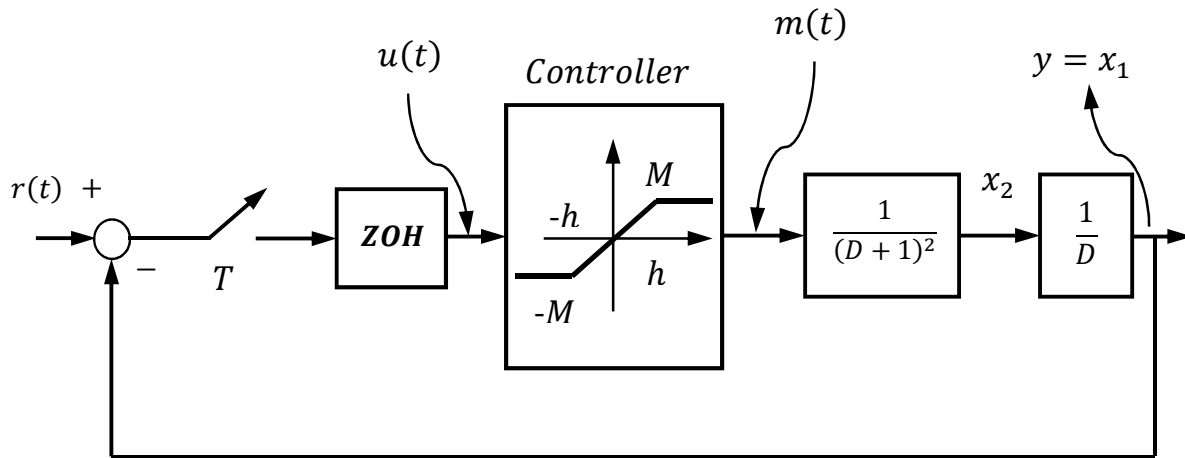 m(t)
u(t)
y = x₁
Controller
r(t) +
M
-h
ZOH
1
(D + 1)²
x₂
1
D
−
T
h
-M